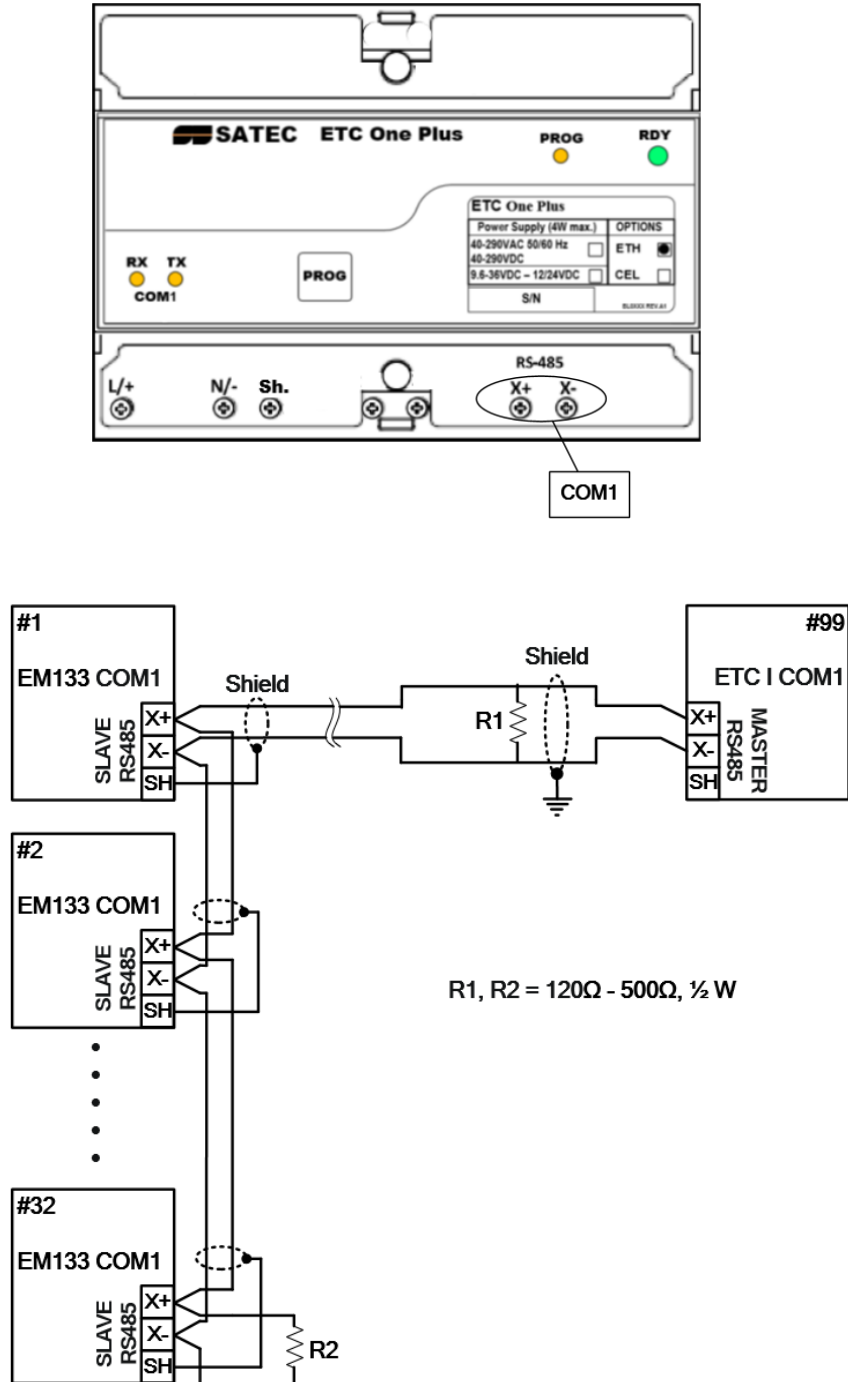 SATEC ETC One Plus
PROG
RDY
ETC One Plus
Power Supply (4W max.)
OPTIONS
40-290VAC 50/60 Hz
40-290VDC
ETH
9.6-36VDC – 12/24VDC
CEL
S/N
RX TX
COM1
PROG
RS-485
L/+
N/-
Sh.
X+
X-
COM1
#1
EM133 COM1
SLAVE
RS485
X+
X-
SH
Shield
R1
Shield
#99
ETC I COM1
X+
X-
SH
MASTER
RS485
#2
EM133 COM1
SLAVE
RS485
X+
X-
SH
R1, R2 = 120Ω - 500Ω, ½ W
#32
EM133 COM1
SLAVE
RS485
X+
X-
SH
R2